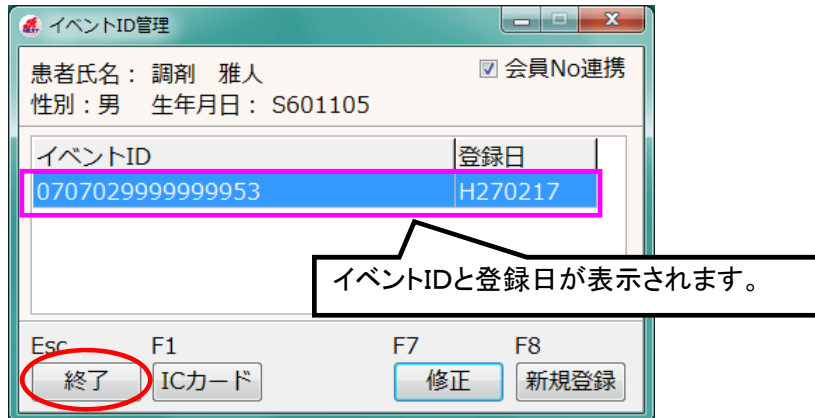 イベントID管理
患者氏名： 調剤　雅人
会員No連携
性別：男　生年月日： S601105
イベントID 登録日
0707029999999953 H270217
イベントIDと登録日が表示されます。
Esc F1 F7 F8
終了 ICカード 修正 新規登録